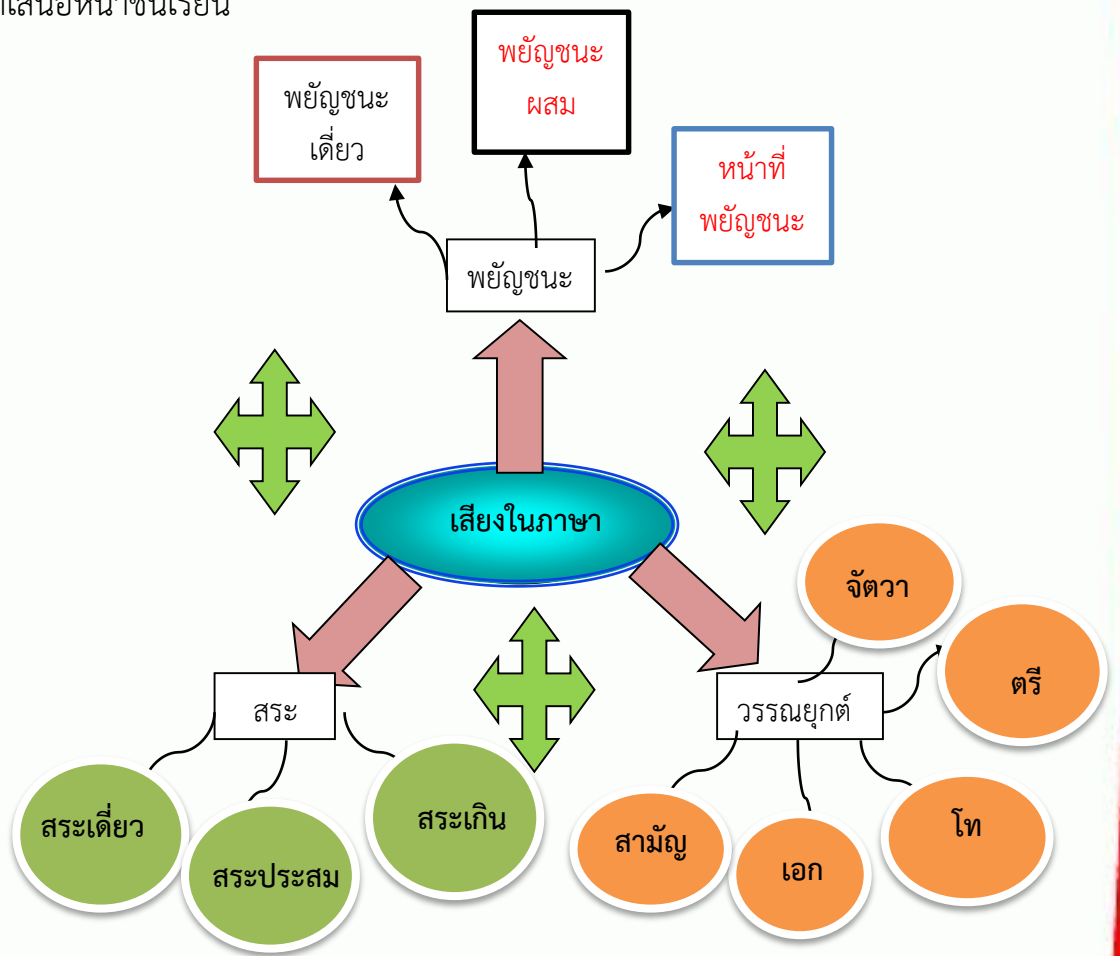 พยัญชนะ
ผสม
พยัญชนะ
เดี่ยว
หน้าที่
พยัญชนะ
พยัญชนะ
เสียงในภาษา
จัตวา
ตรี
สระ
วรรณยุกต์
สระเดี่ยว
สระประสม
สระเกิน
สามัญ
เอก
โท